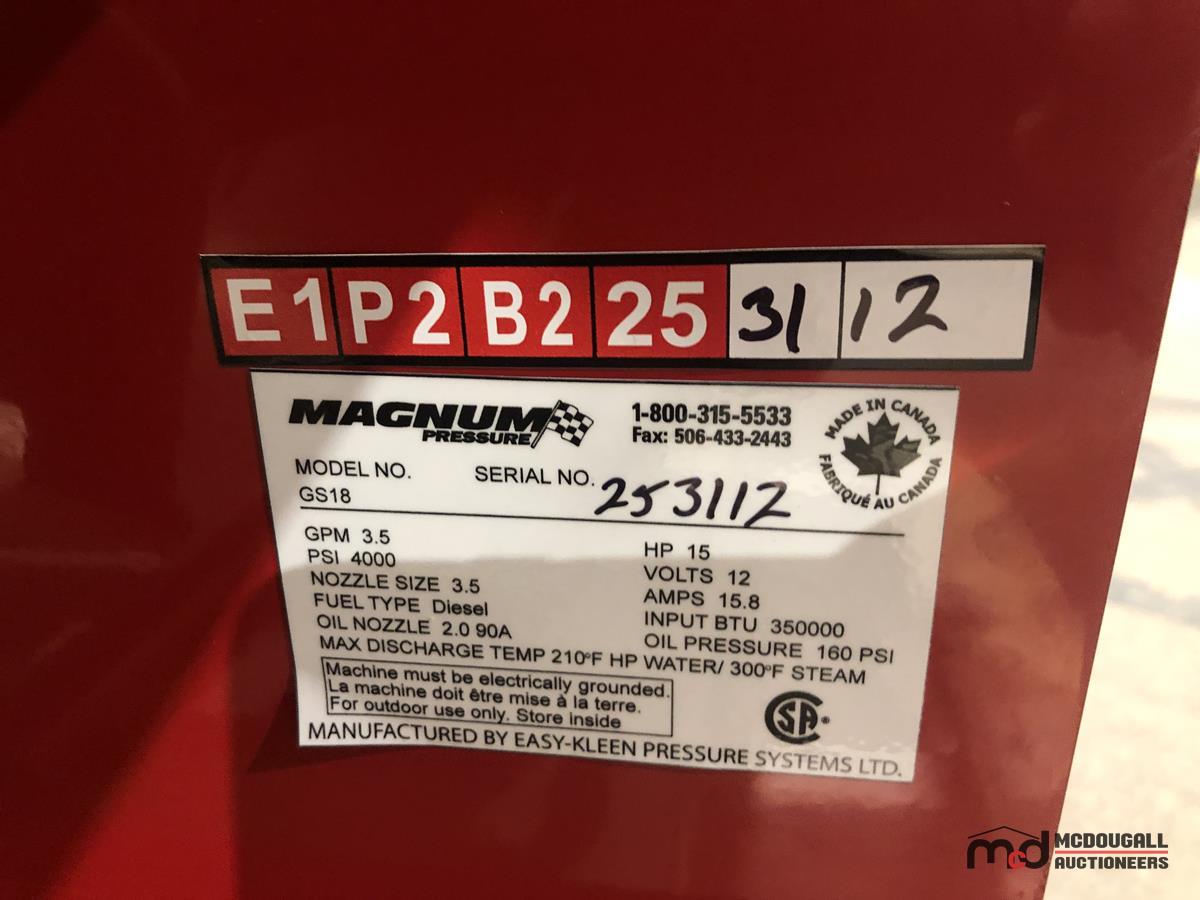 E1 P2 B2 25 31 12
MAGNUM
PRESSURE
1-800-315-5533
Fax: 506-433-2443
MADE IN CANADA
FABRIQUÉ AU CANADA
MODEL NO.
GS18
SERIAL NO. 253112
GPM 3.5
PSI 4000
NOZZLE SIZE 3.5
FUEL TYPE Diesel
OIL NOZZLE 2.0 90A
HP 15
VOLTS 12
AMPS 15.8
INPUT BTU 350000
OIL PRESSURE 160 PSI
MAX DISCHARGE TEMP 210°F HP WATER/ 300°F STEAM
Machine must be electrically grounded.
La machine doit être mise à la terre.
For outdoor use only. Store inside
CSA®
MANUFACTURED BY EASY-KLEEN PRESSURE SYSTEMS LTD.
mcd
MCDOUGALL
AUCTIONEERS